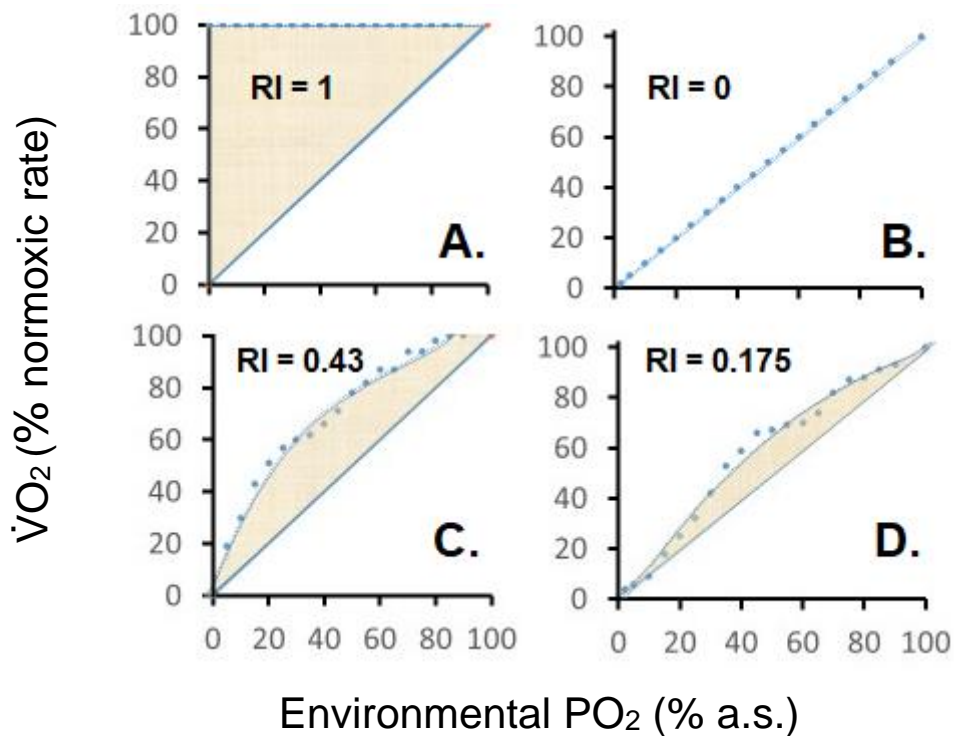 V̇O₂ (% normoxic rate)
100
80
60
40
20
0
RI = 1
A.
100
80
60
40
20
0
RI = 0
B.
100
80
60
40
20
0
RI = 0.43
C.
0 20 40 60 80 100
100
80
60
40
20
0
RI = 0.175
D.
0 20 40 60 80 100
Environmental PO₂ (% a.s.)